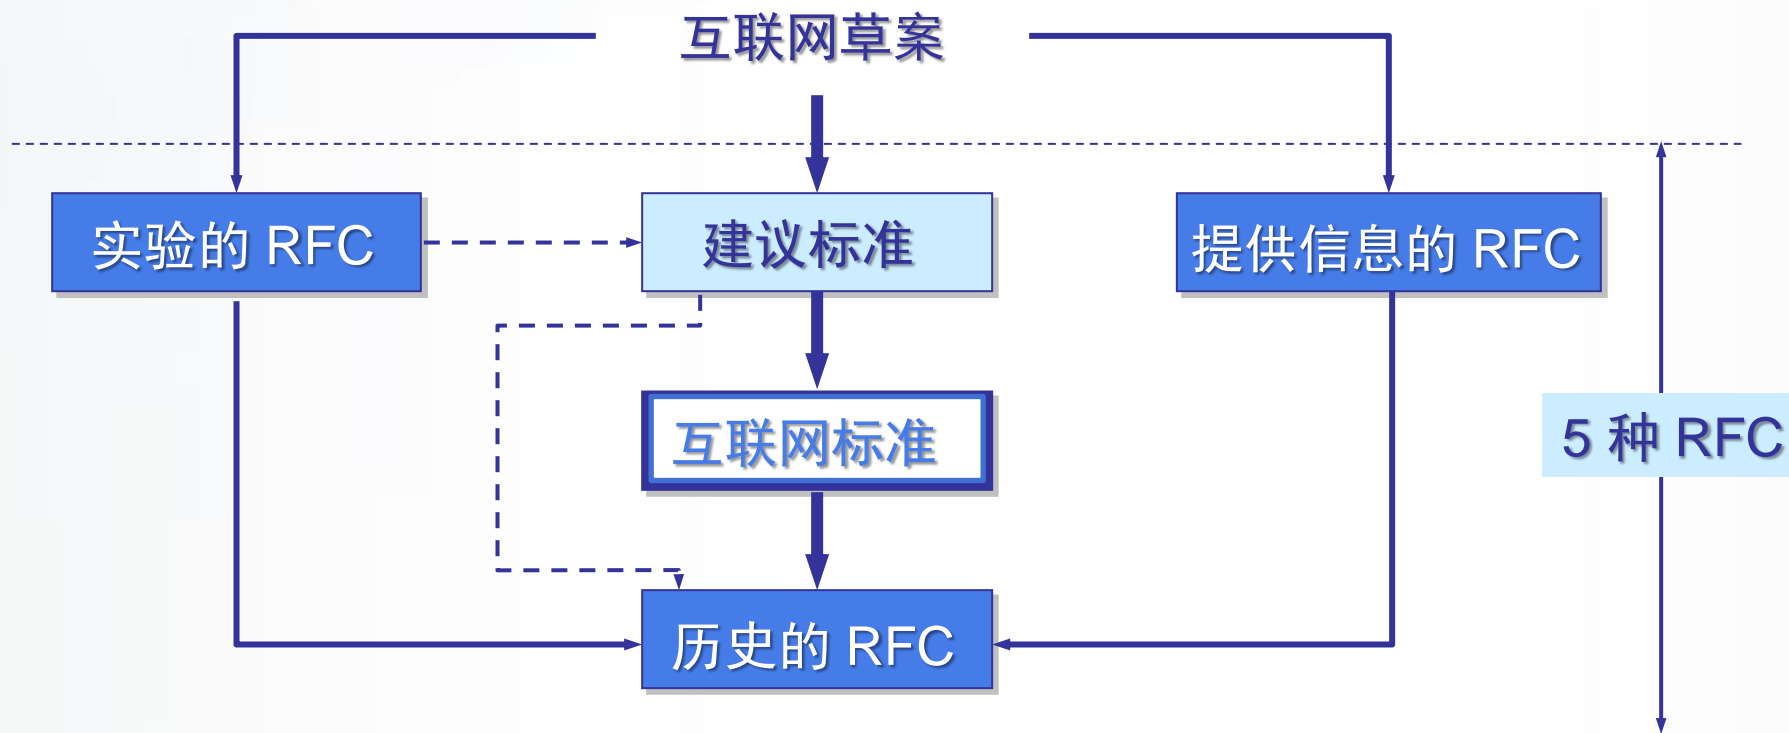 互联网草案
实验的 RFC
建议标准
提供信息的 RFC
互联网标准
5 种 RFC
历史的 RFC